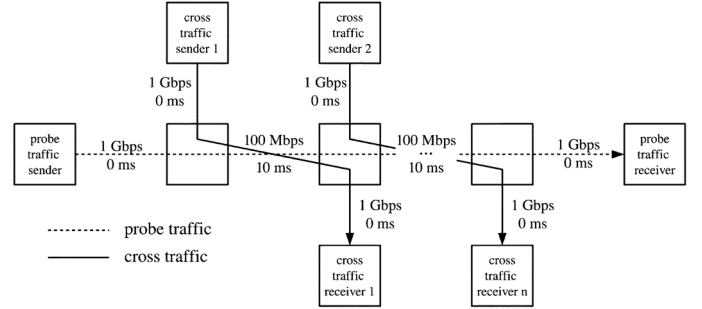 cross
traffic
sender 1
cross
traffic
sender 2
1 Gbps
0 ms
1 Gbps
0 ms
probe
traffic
sender
1 Gbps
0 ms
100 Mbps
10 ms
100 Mbps
...
10 ms
1 Gbps
0 ms
probe
traffic
receiver
1 Gbps
0 ms
1 Gbps
0 ms
probe traffic
cross traffic
cross
traffic
receiver 1
cross
traffic
receiver n